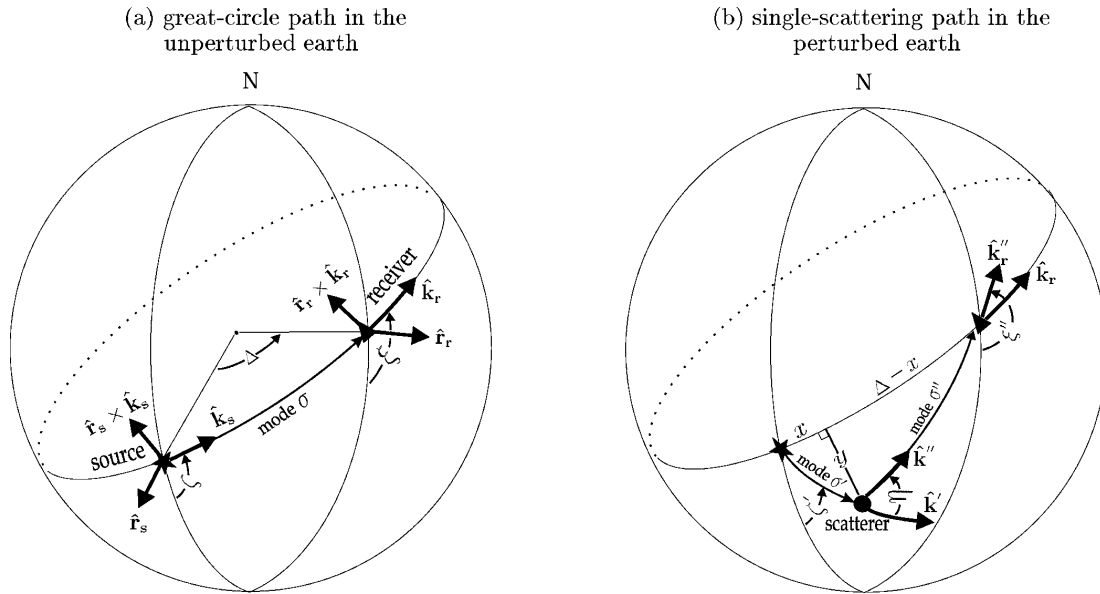 (a) great-circle path in the
unperturbed earth
N
r̂ᵣ × k̂ᵣ
receiver
k̂ᵣ
r̂ᵣ
Δ
ξ
r̂ₛ × k̂ₛ
k̂ₛ
mode σ
source
ζ
r̂ₛ
(b) single-scattering path in the
perturbed earth
N
k̂ᵣ″
k̂ᵣ
ξ″
Δ − x
x
mode σ″
y
mode σ′
k̂″
ζ′
k̂′
scatterer